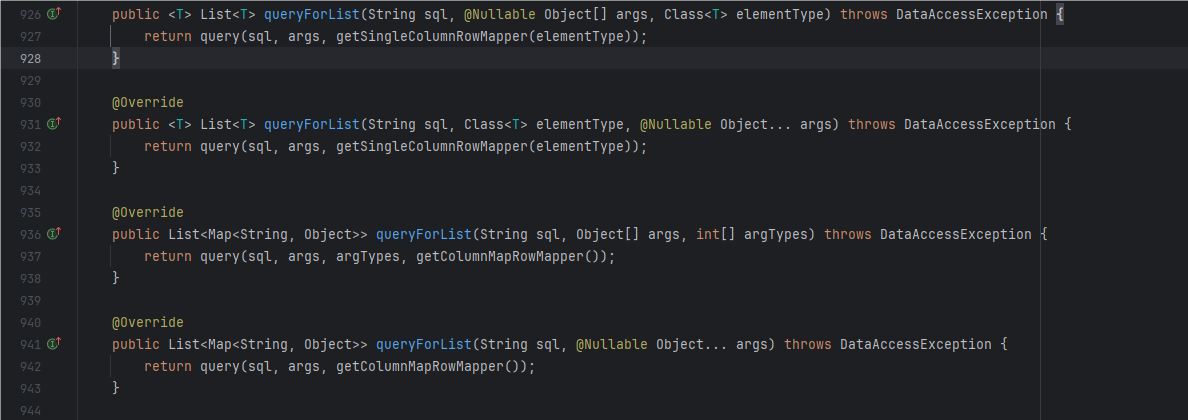 926 public <T> List<T> queryForList(String sql, @Nullable Object[] args, Class<T> elementType) throws DataAccessException {
927 return query(sql, args, getSingleColumnRowMapper(elementType));
928 }
929
930 @Override
931 public <T> List<T> queryForList(String sql, Class<T> elementType, @Nullable Object... args) throws DataAccessException {
932 return query(sql, args, getSingleColumnRowMapper(elementType));
933 }
934
935 @Override
936 public List<Map<String, Object>> queryForList(String sql, Object[] args, int[] argTypes) throws DataAccessException {
937 return query(sql, args, argTypes, getColumnMapRowMapper());
938 }
939
940 @Override
941 public List<Map<String, Object>> queryForList(String sql, @Nullable Object... args) throws DataAccessException {
942 return query(sql, args, getColumnMapRowMapper());
943 }
944